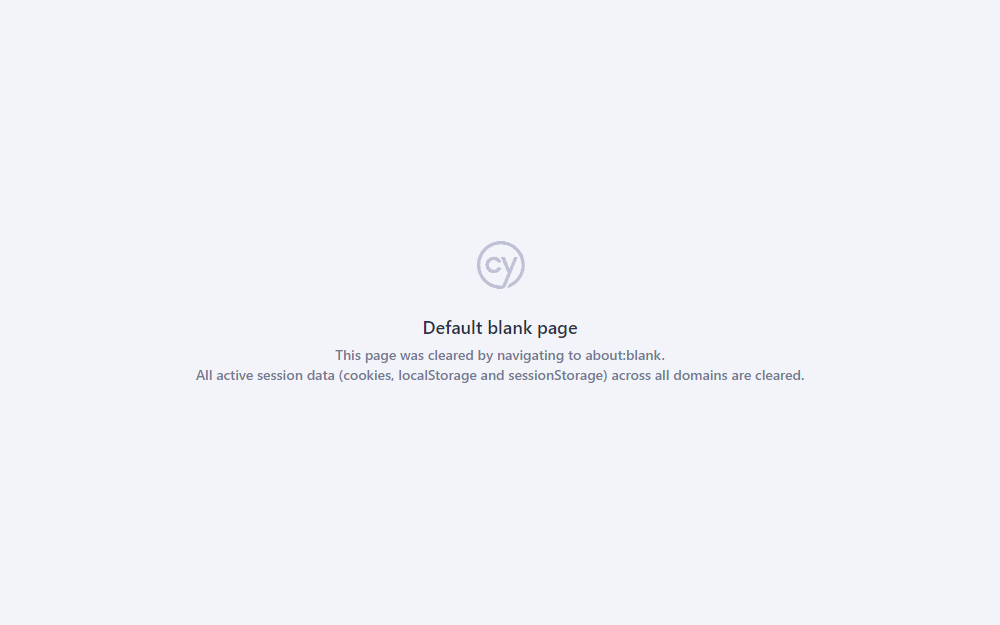 cy
Default blank page
This page was cleared by navigating to about:blank.
All active session data (cookies, localStorage and sessionStorage) across all domains are cleared.